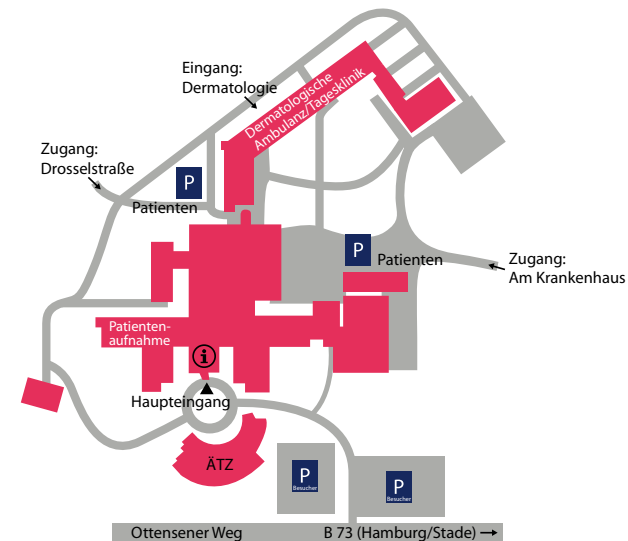 Eingang:
Dermatologie
Dermatologische
Ambulanz/Tagesklinik
Zugang:
Drosselstraße
P
Patienten
P
Patienten
Zugang:
Am Krankenhaus
Patienten-
aufnahme
i
Haupteingang
ÄTZ
P
Besucher
P
Besucher
Ottensener Weg
B 73 (Hamburg/Stade) →